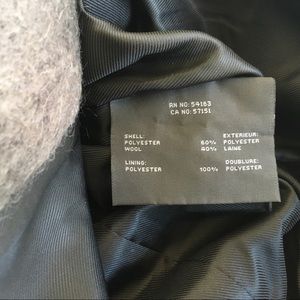 RN NO: 54163
CA NO: 57151
SHELL: EXTERIEUR:
POLYESTER 60% POLYESTER
WOOL 40% LAINE
LINING: DOUBLURE:
POLYESTER 100% POLYESTER